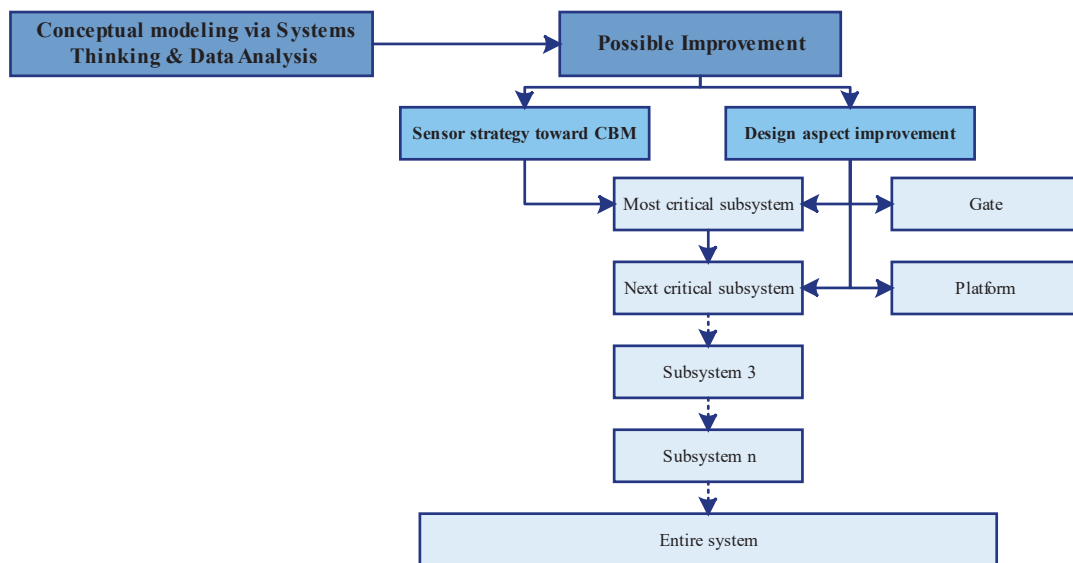 Conceptual modeling via Systems
Thinking & Data Analysis
Possible Improvement
Sensor strategy toward CBM
Design aspect improvement
Most critical subsystem
Gate
Next critical subsystem
Platform
Subsystem 3
Subsystem n
Entire system